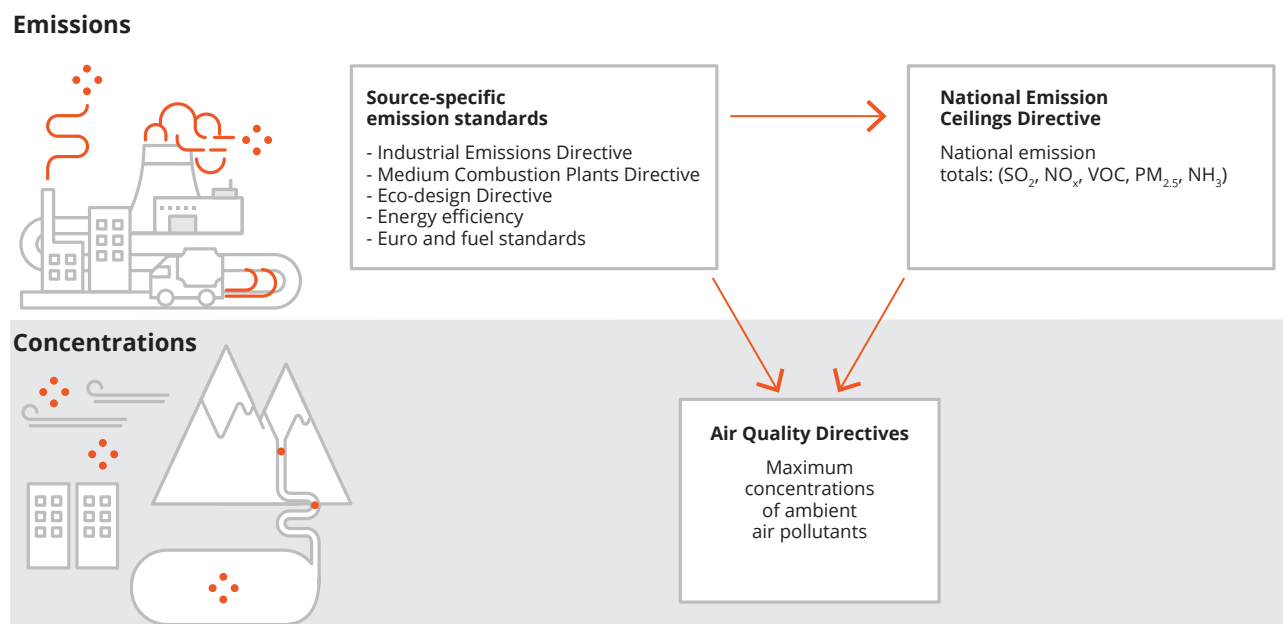 Emissions
Source-specific
emission standards
- Industrial Emissions Directive
- Medium Combustion Plants Directive
- Eco-design Directive
- Energy efficiency
- Euro and fuel standards
National Emission
Ceilings Directive
National emission
totals: (SO₂, NOₓ, VOC, PM₂.₅, NH₃)
Concentrations
Air Quality Directives
Maximum
concentrations
of ambient
air pollutants